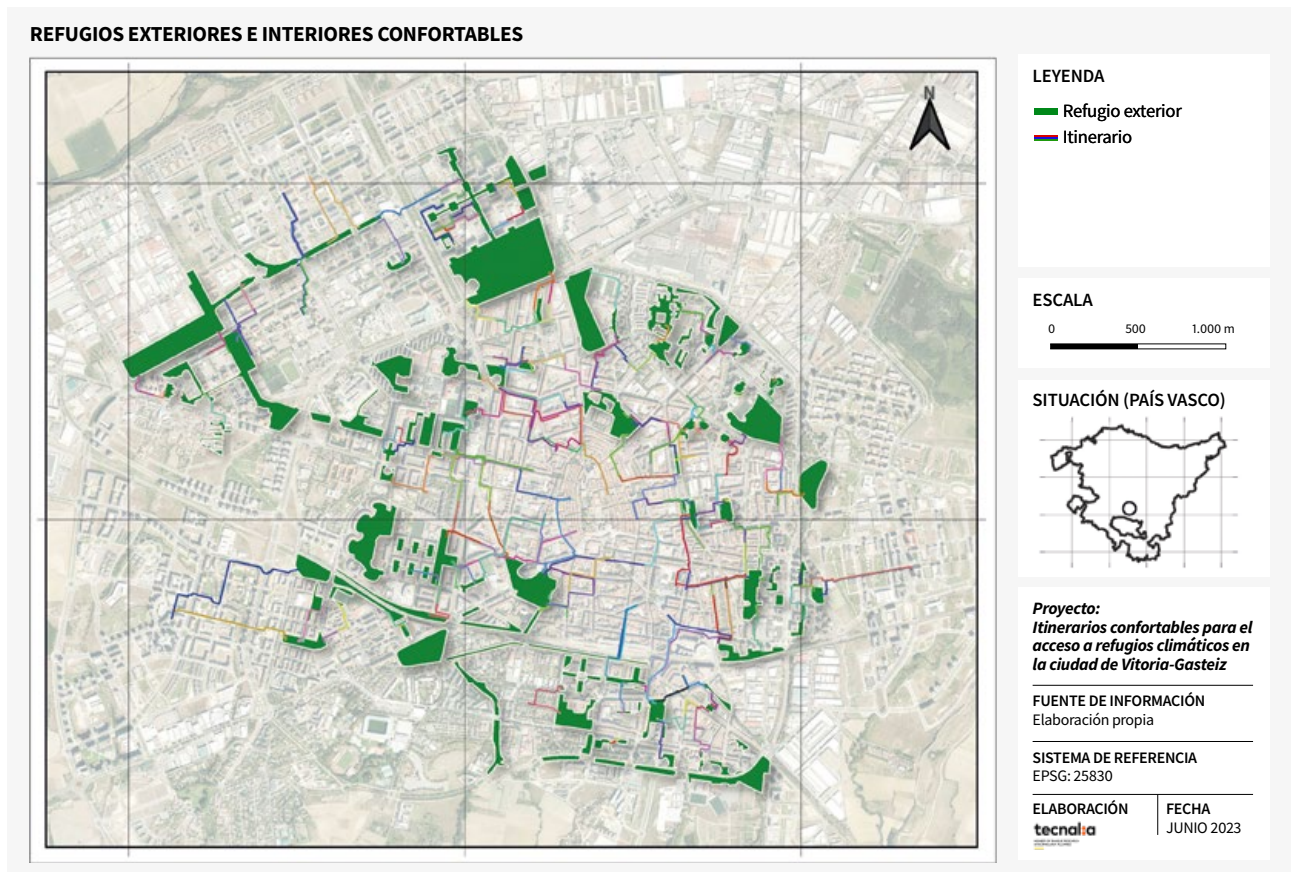 REFUGIOS EXTERIORES E INTERIORES CONFORTABLES
N
LEYENDA
Refugio exterior
Itinerario
ESCALA
0 500 1.000 m
SITUACIÓN (PAÍS VASCO)
Proyecto:
Itinerarios confortables para el
acceso a refugios climáticos en
la ciudad de Vitoria-Gasteiz
FUENTE DE INFORMACIÓN
Elaboración propia
SISTEMA DE REFERENCIA
EPSG: 25830
ELABORACIÓN
tecnal:a
FECHA
JUNIO 2023